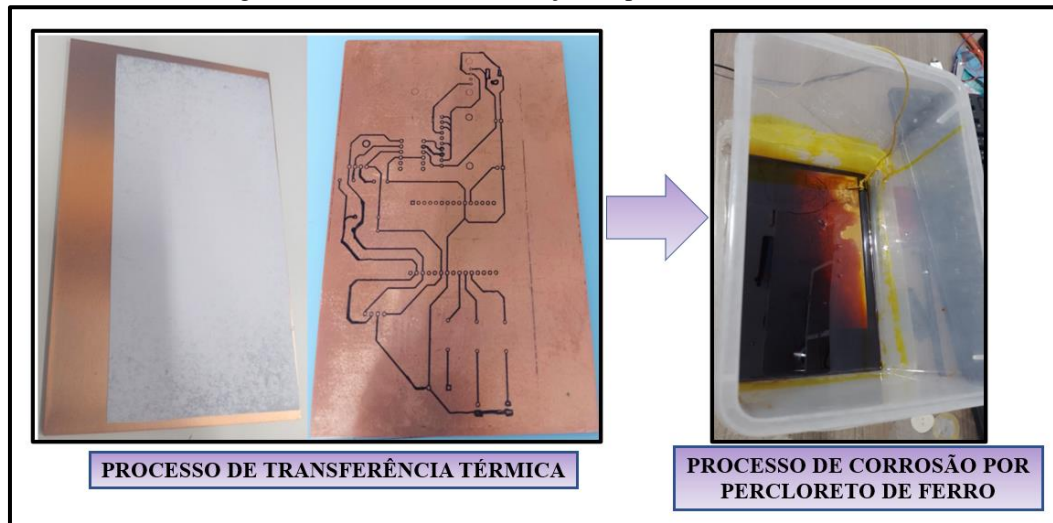 PROCESSO DE TRANSFERÊNCIA TÉRMICA
PROCESSO DE CORROSÃO POR
PERCLORETO DE FERRO